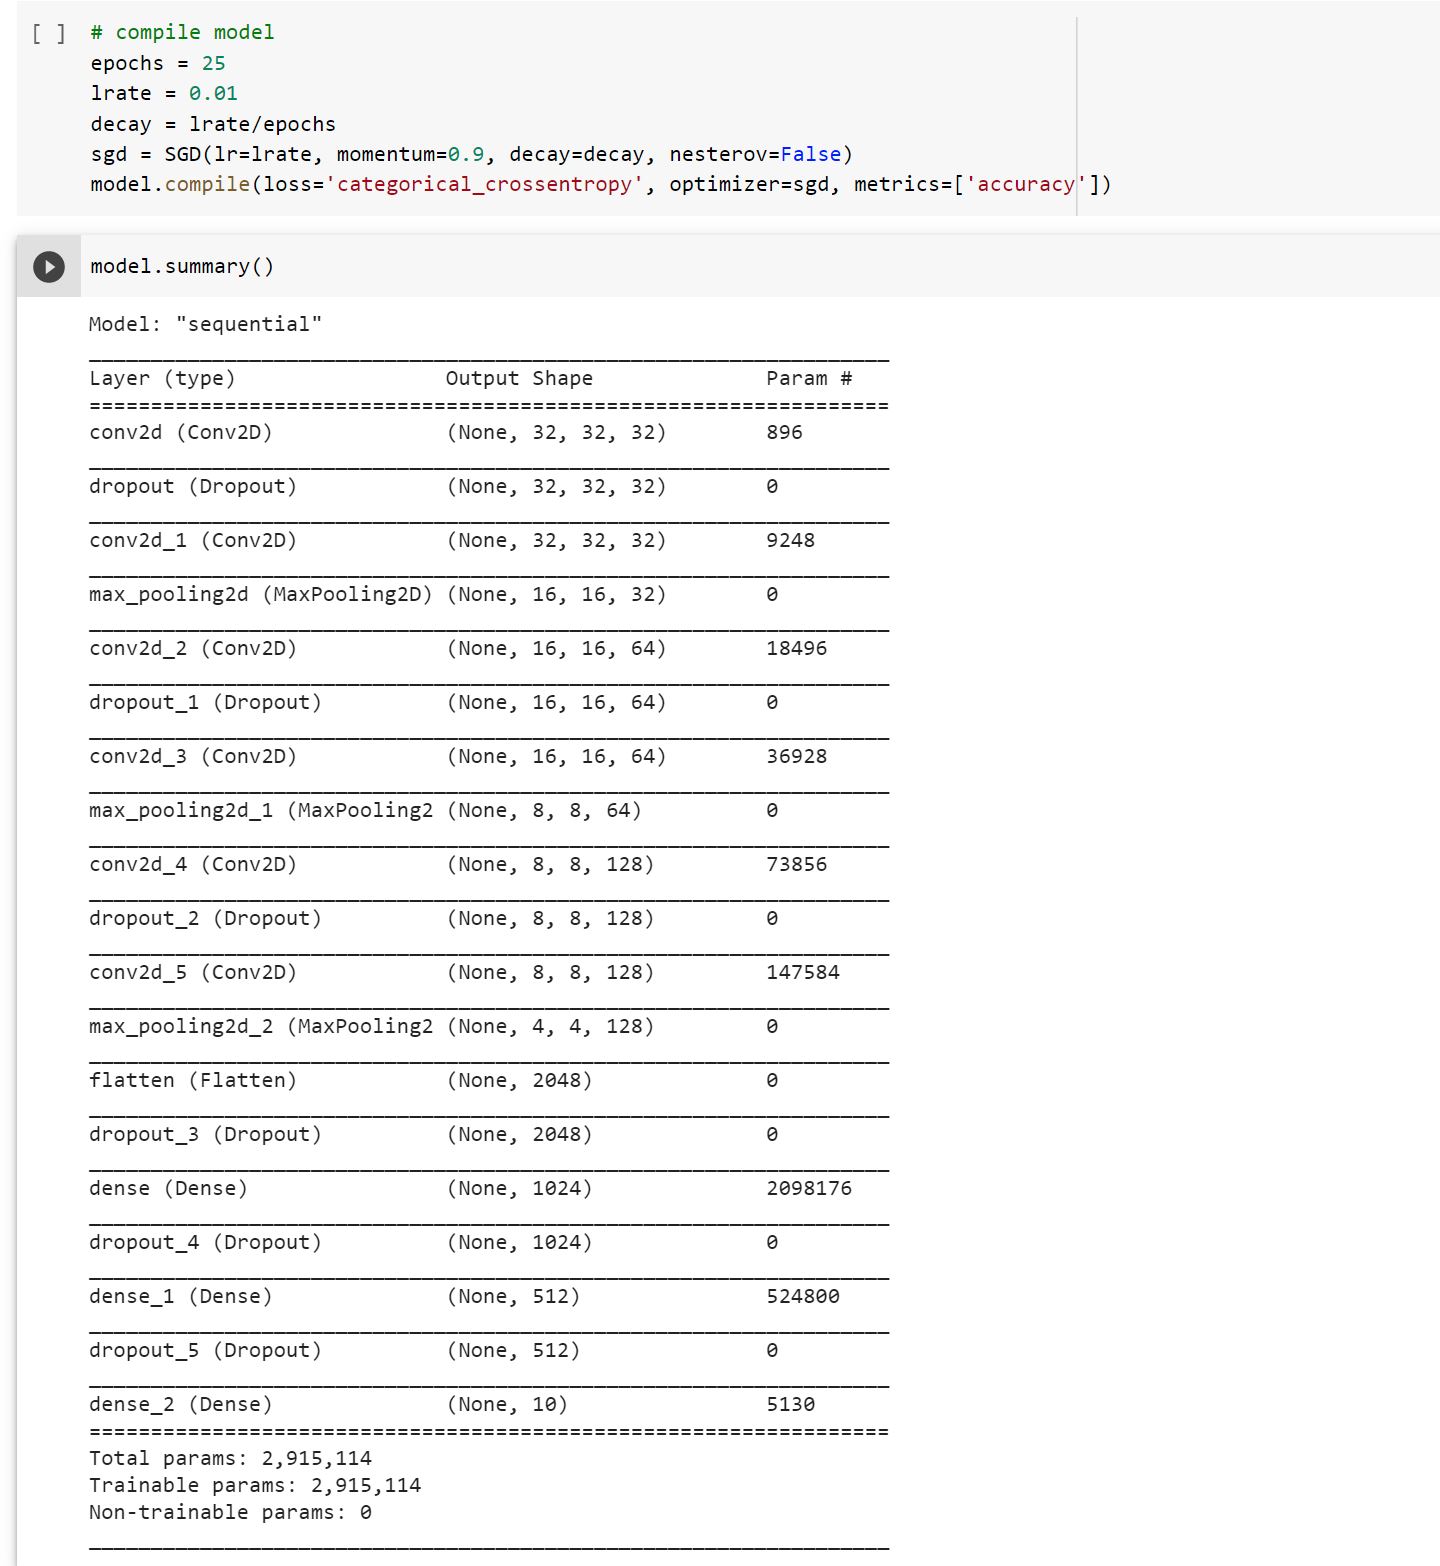 [ ] # compile model
epochs = 25
lrate = 0.01
decay = lrate/epochs
sgd = SGD(lr=lrate, momentum=0.9, decay=decay, nesterov=False)
model.compile(loss='categorical_crossentropy', optimizer=sgd, metrics=['accuracy'])
model.summary()
Model: "sequential"
_________________________________________________________________
Layer (type)                 Output Shape              Param #
=================================================================
conv2d (Conv2D)              (None, 32, 32, 32)        896
_________________________________________________________________
dropout (Dropout)            (None, 32, 32, 32)        0
_________________________________________________________________
conv2d_1 (Conv2D)            (None, 32, 32, 32)        9248
_________________________________________________________________
max_pooling2d (MaxPooling2D) (None, 16, 16, 32)        0
_________________________________________________________________
conv2d_2 (Conv2D)            (None, 16, 16, 64)        18496
_________________________________________________________________
dropout_1 (Dropout)          (None, 16, 16, 64)        0
_________________________________________________________________
conv2d_3 (Conv2D)            (None, 16, 16, 64)        36928
_________________________________________________________________
max_pooling2d_1 (MaxPooling2 (None, 8, 8, 64)          0
_________________________________________________________________
conv2d_4 (Conv2D)            (None, 8, 8, 128)         73856
_________________________________________________________________
dropout_2 (Dropout)          (None, 8, 8, 128)         0
_________________________________________________________________
conv2d_5 (Conv2D)            (None, 8, 8, 128)         147584
_________________________________________________________________
max_pooling2d_2 (MaxPooling2 (None, 4, 4, 128)         0
_________________________________________________________________
flatten (Flatten)            (None, 2048)              0
_________________________________________________________________
dropout_3 (Dropout)          (None, 2048)              0
_________________________________________________________________
dense (Dense)                (None, 1024)              2098176
_________________________________________________________________
dropout_4 (Dropout)          (None, 1024)              0
_________________________________________________________________
dense_1 (Dense)              (None, 512)               524800
_________________________________________________________________
dropout_5 (Dropout)          (None, 512)               0
_________________________________________________________________
dense_2 (Dense)              (None, 10)                5130
=================================================================
Total params: 2,915,114
Trainable params: 2,915,114
Non-trainable params: 0
_________________________________________________________________